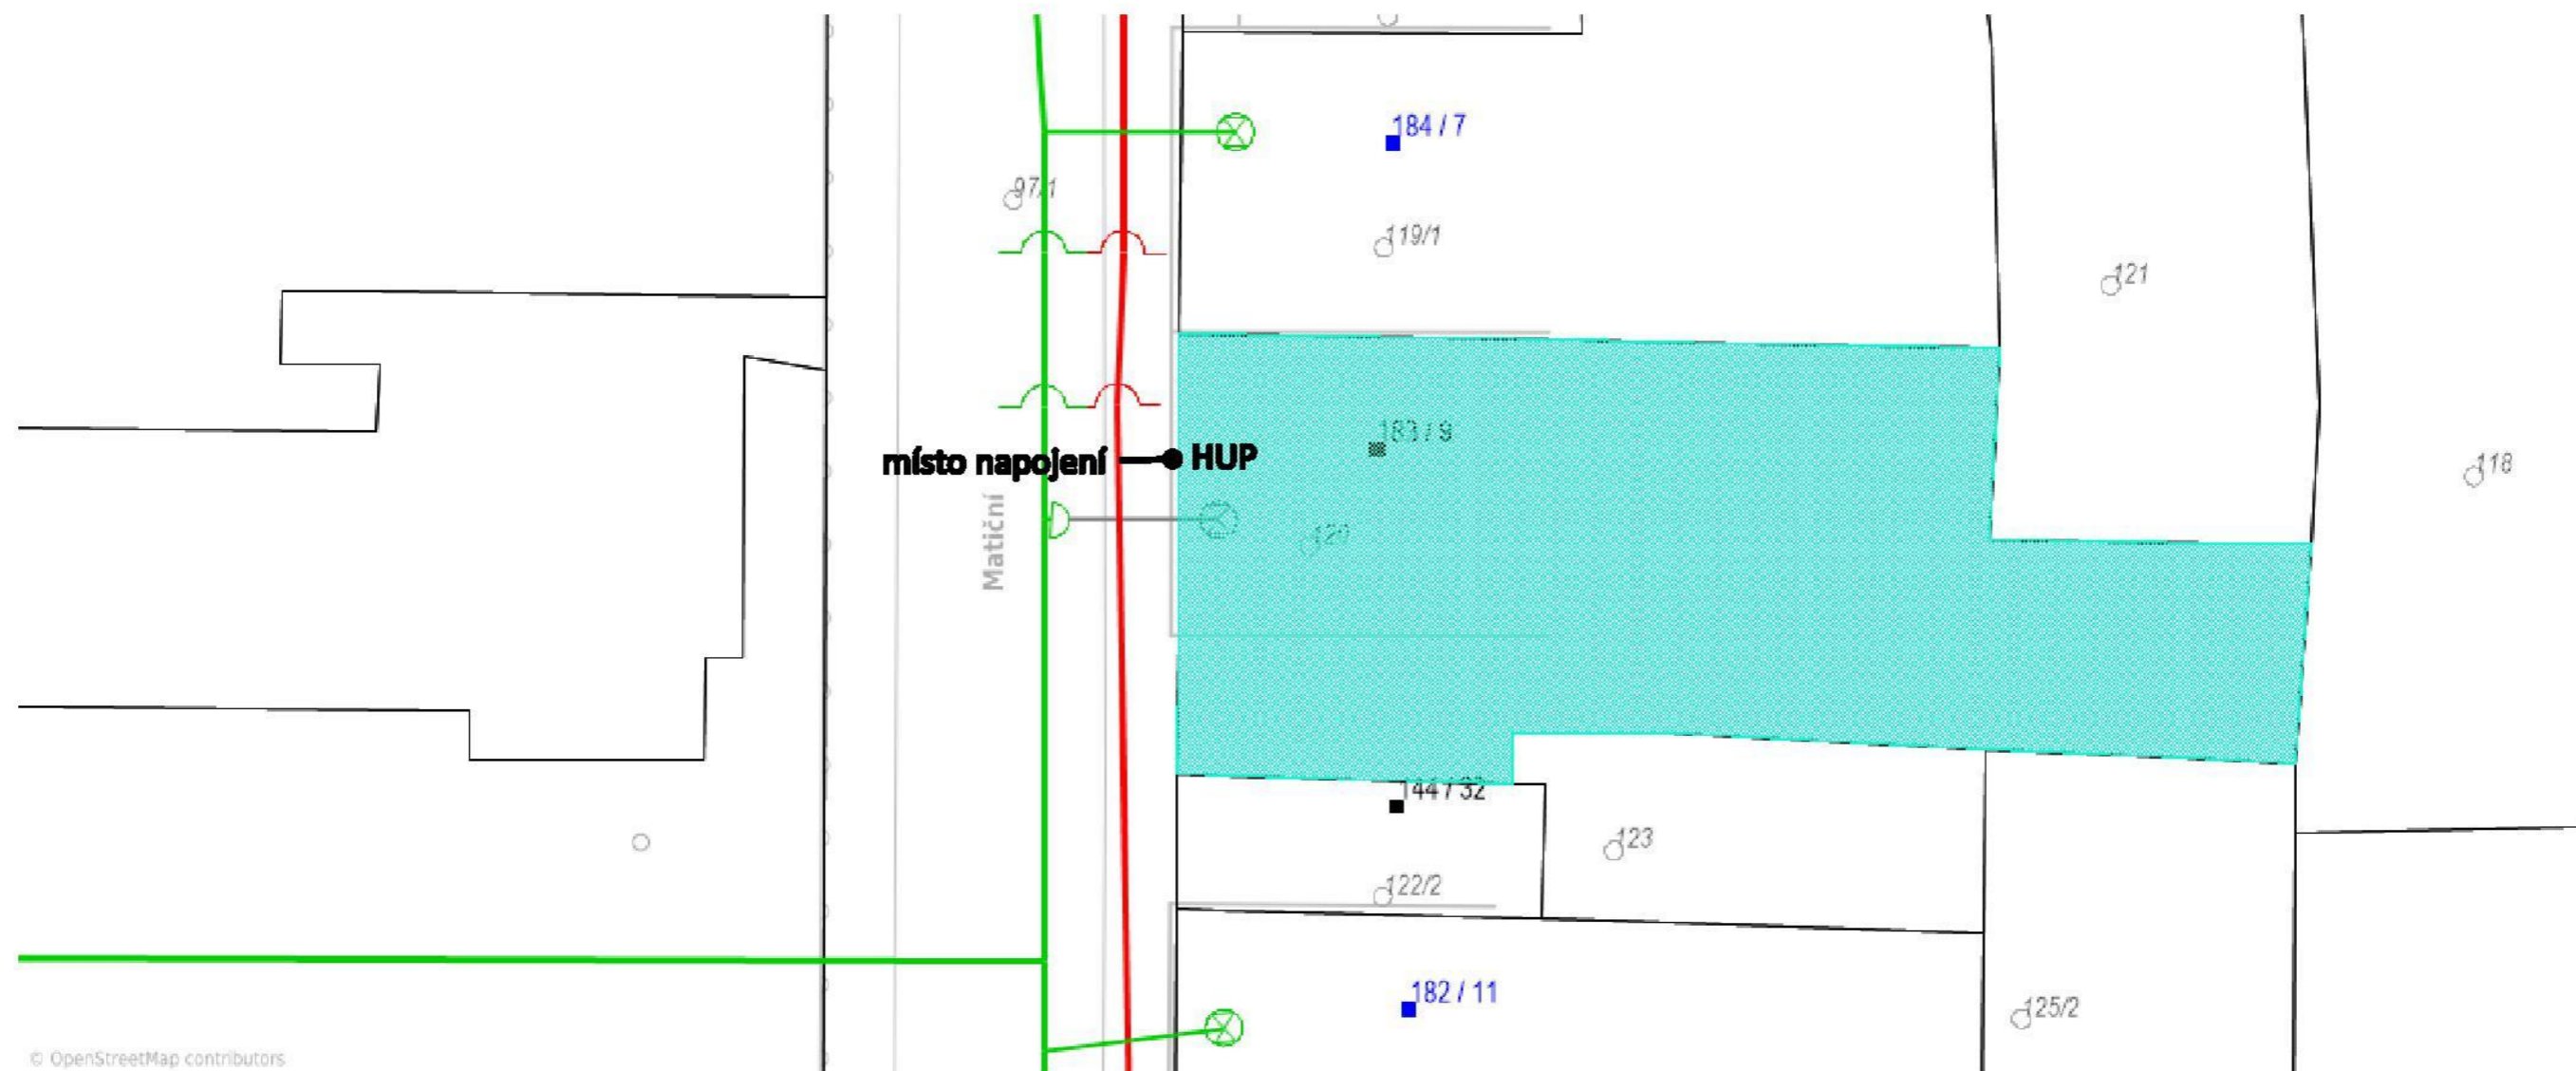 184 / 7
97/1
119/1
121
183 / 9
místo napojení
HUP
118
Matiční
120
144 / 32
123
122/2
182 / 11
125/2
© OpenStreetMap contributors